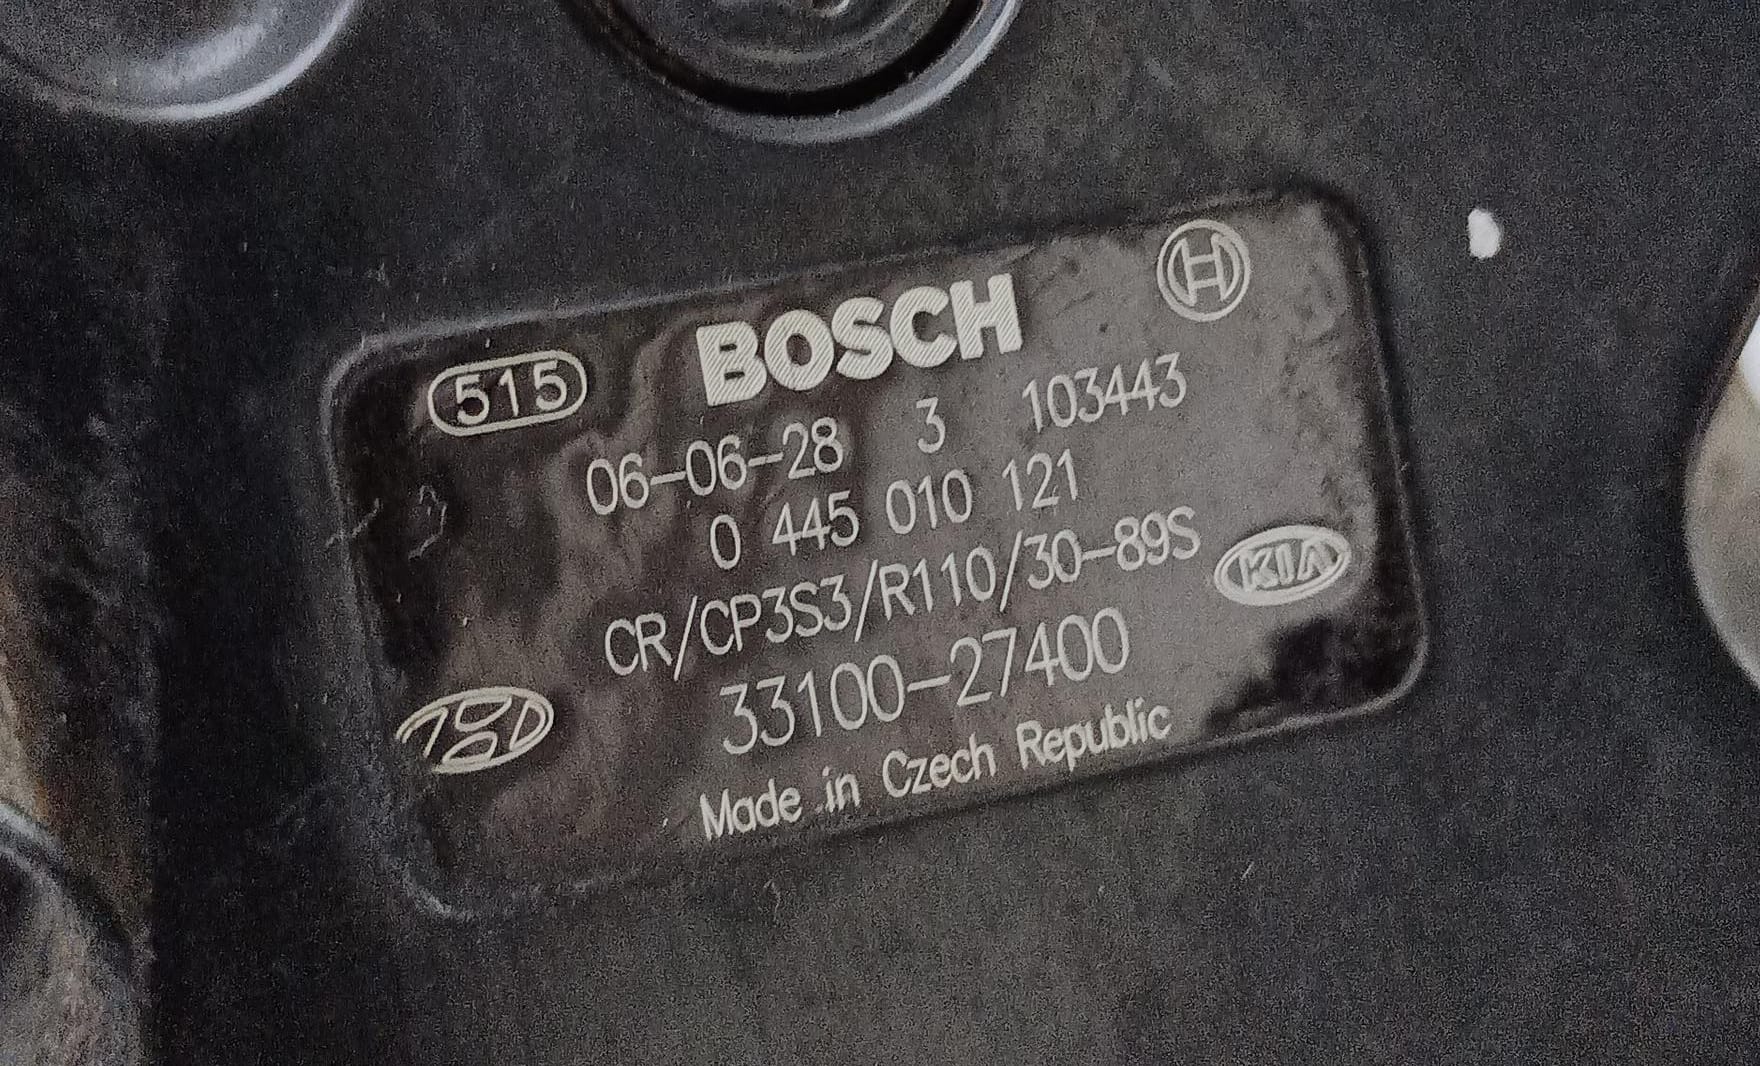 515 BOSCH
06-06-28 3 103443
0 445 010 121
CR/CP3S3/R110/30-89S
KIA
33100-27400
Made in Czech Republic